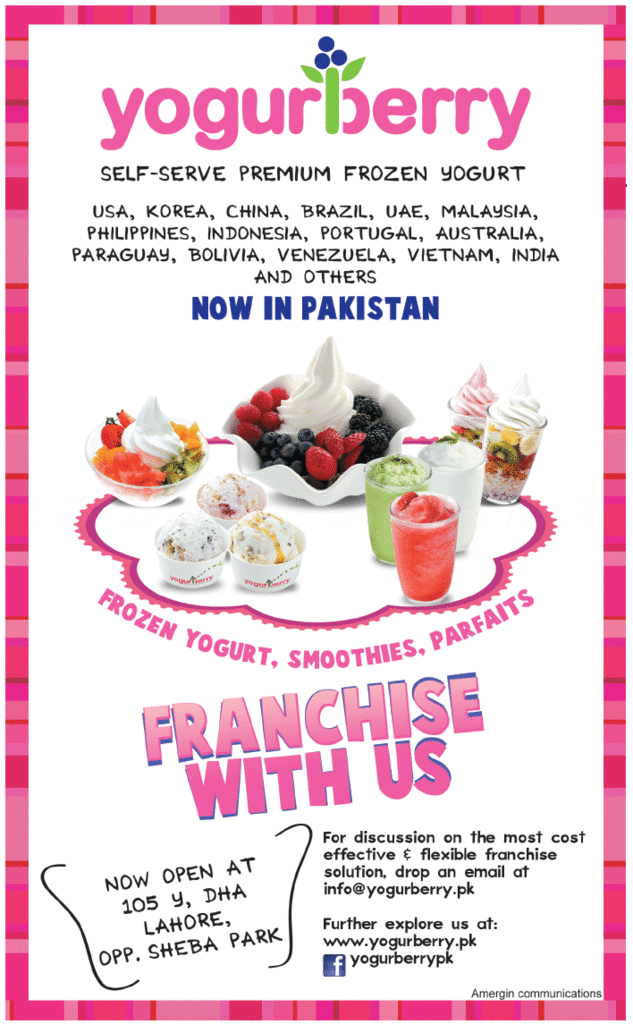 yogurberry
SELF-SERVE PREMIUM FROZEN YOGURT
USA, KOREA, CHINA, BRAZIL, UAE, MALAYSIA,
PHILIPPINES, INDONESIA, PORTUGAL, AUSTRALIA,
PARAGUAY, BOLIVIA, VENEZUELA, VIETNAM, INDIA
AND OTHERS
NOW IN PAKISTAN
yogurberry
yogurberry
FROZEN YOGURT, SMOOTHIES, PARFAITS
FRANCHISE
WITH US
NOW OPEN AT
105 Y, DHA
LAHORE,
OPP. SHEBA PARK
For discussion on the most cost
effective & flexible franchise
solution, drop an email at
info@yogurberry.pk
Further explore us at:
www.yogurberry.pk
f yogurberrypk
Amergin communications